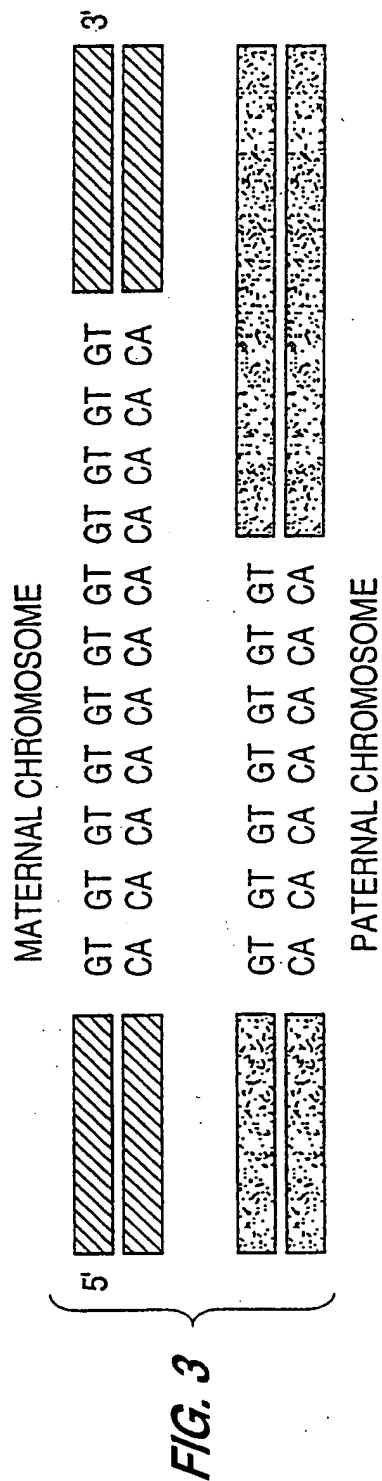 MATERNAL CHROMOSOME
5' GT GT GT GT GT GT GT GT GT GT GT 3'
CA CA CA CA CA CA CA CA CA CA CA
GT GT GT GT GT GT GT
CA CA CA CA CA CA CA
PATERNAL CHROMOSOME
FIG. 3